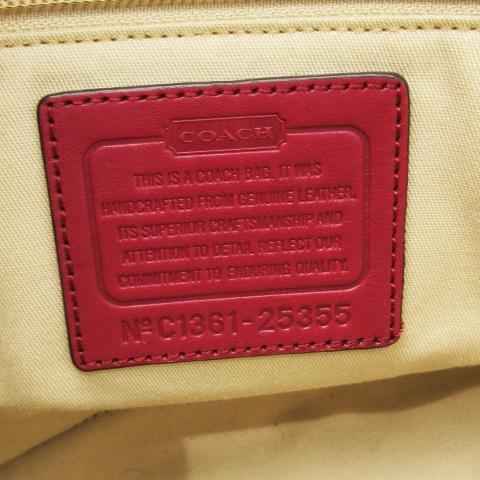 COACH
THIS IS A COACH BAG. IT WAS
HANDCRAFTED FROM GENUINE LEATHER.
ITS SUPERIOR CRAFTSMANSHIP AND
ATTENTION TO DETAIL REFLECT OUR
COMMITMENT TO ENDURING QUALITY.
Nº C1361-25355